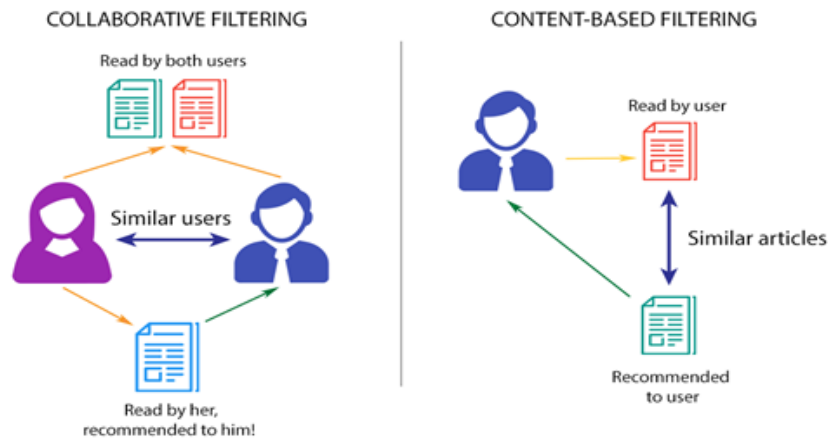 COLLABORATIVE FILTERING
Read by both users
Similar users
Read by her,
recommended to him!
CONTENT-BASED FILTERING
Read by user
Similar articles
Recommended
to user